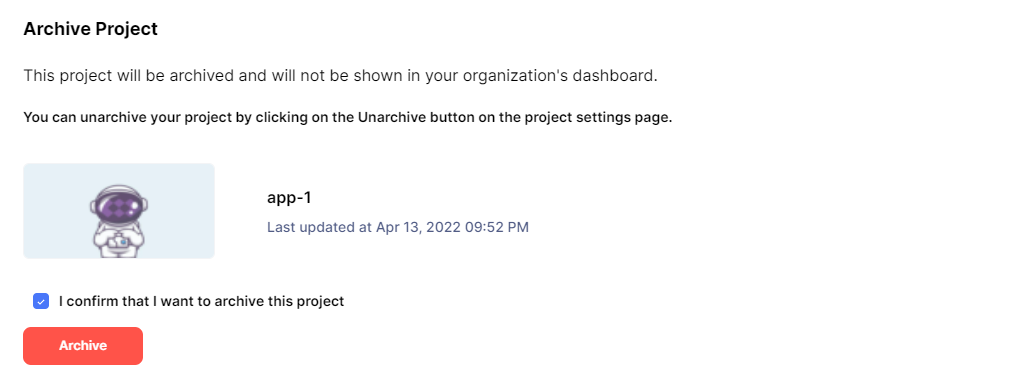 Archive Project
This project will be archived and will not be shown in your organization's dashboard.
You can unarchive your project by clicking on the Unarchive button on the project settings page.
app-1
Last updated at Apr 13, 2022 09:52 PM
I confirm that I want to archive this project
Archive